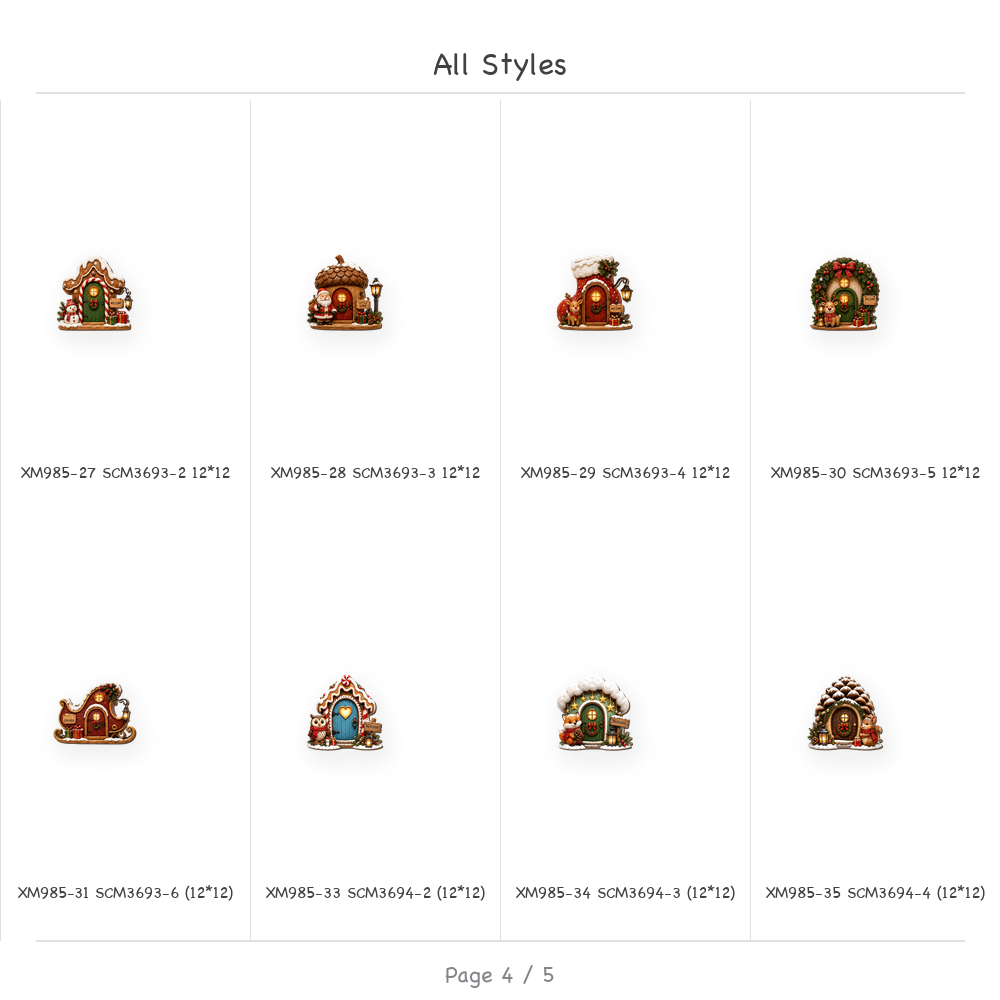 All Styles
XM985-27 SCM3693-2 12*12
XM985-28 SCM3693-3 12*12
XM985-29 SCM3693-4 12*12
XM985-30 SCM3693-5 12*12
XM985-31 SCM3693-6 (12*12)
XM985-33 SCM3694-2 (12*12)
XM985-34 SCM3694-3 (12*12)
XM985-35 SCM3694-4 (12*12)
Page 4 / 5